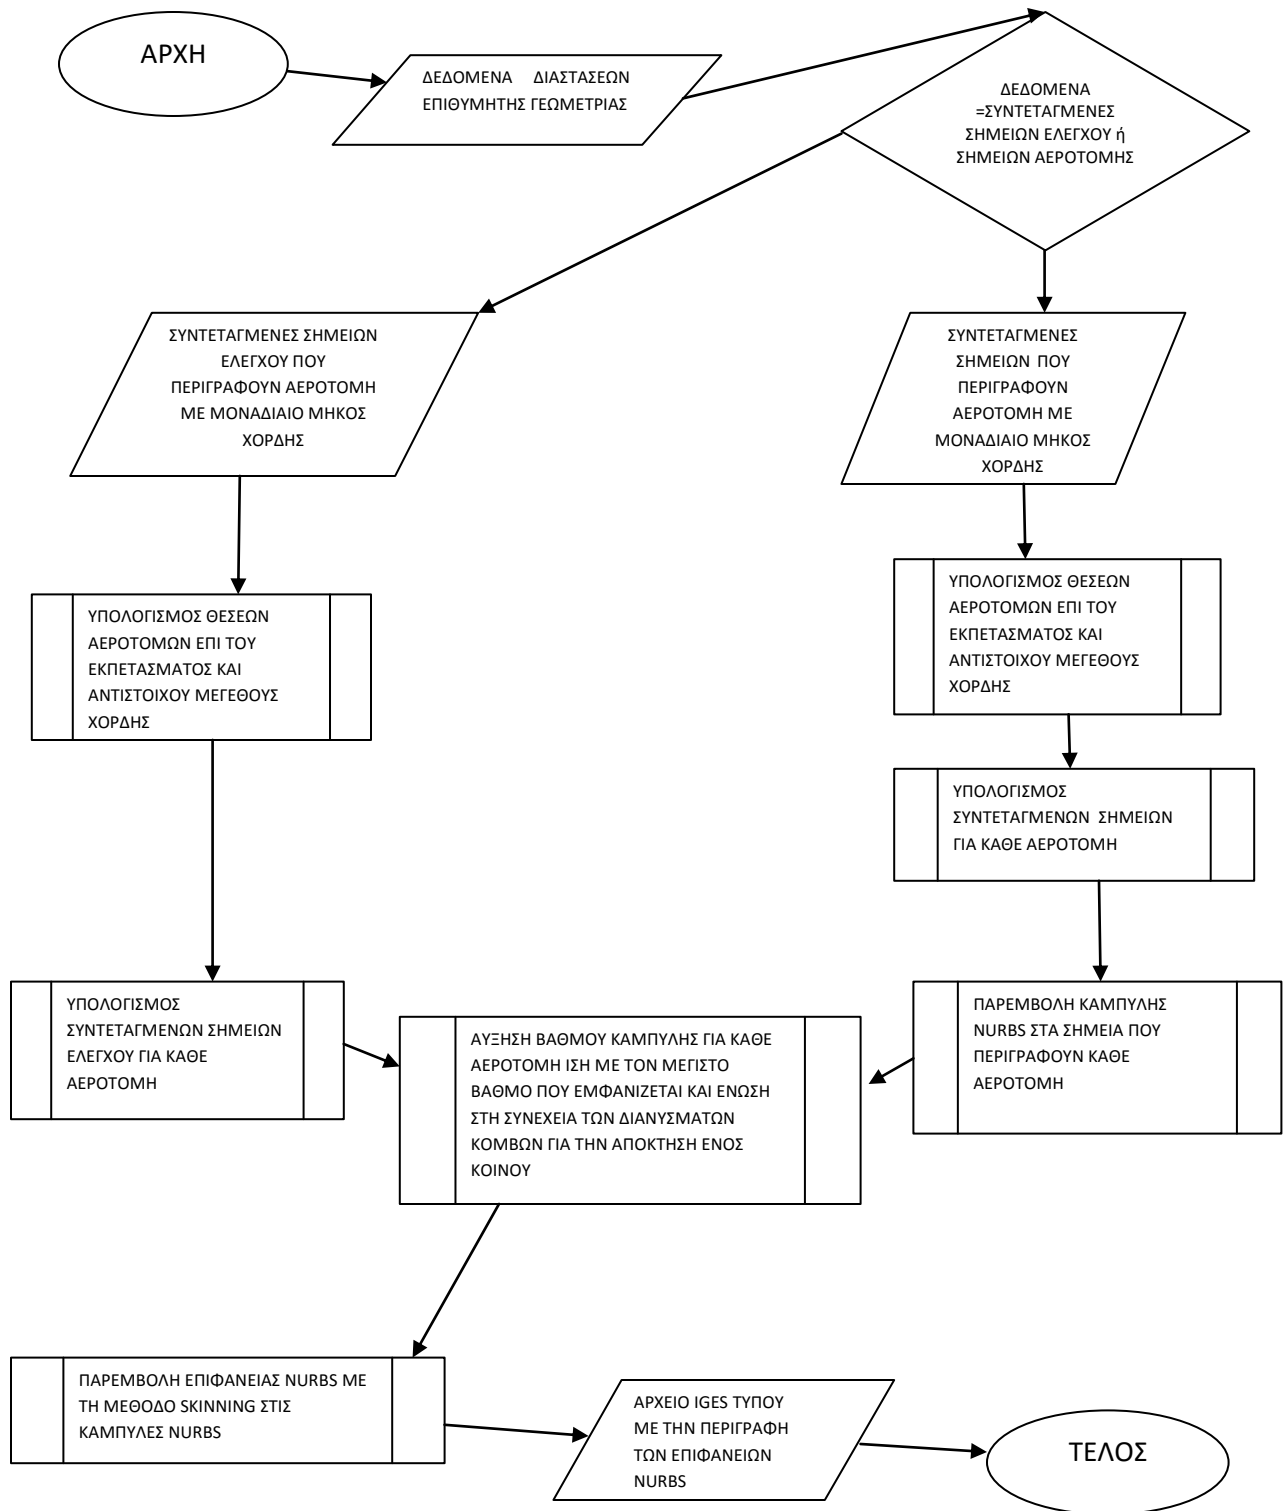 ΑΡΧΗ
ΔΕΔΟΜΕΝΑ ΔΙΑΣΤΑΣΕΩΝ
ΕΠΙΘΥΜΗΤΗΣ ΓΕΩΜΕΤΡΙΑΣ
ΔΕΔΟΜΕΝΑ
=ΣΥΝΤΕΤΑΓΜΕΝΕΣ
ΣΗΜΕΙΩΝ ΕΛΕΓΧΟΥ ή
ΣΗΜΕΙΩΝ ΑΕΡΟΤΟΜΗΣ
ΣΥΝΤΕΤΑΓΜΕΝΕΣ ΣΗΜΕΙΩΝ
ΕΛΕΓΧΟΥ ΠΟΥ
ΠΕΡΙΓΡΑΦΟΥΝ ΑΕΡΟΤΟΜΗ
ΜΕ ΜΟΝΑΔΙΑΙΟ ΜΗΚΟΣ
ΧΟΡΔΗΣ
ΣΥΝΤΕΤΑΓΜΕΝΕΣ
ΣΗΜΕΙΩΝ ΠΟΥ
ΠΕΡΙΓΡΑΦΟΥΝ
ΑΕΡΟΤΟΜΗ ΜΕ
ΜΟΝΑΔΙΑΙΟ ΜΗΚΟΣ
ΧΟΡΔΗΣ
ΥΠΟΛΟΓΙΣΜΟΣ ΘΕΣΕΩΝ
ΑΕΡΟΤΟΜΩΝ ΕΠΙ ΤΟΥ
ΕΚΠΕΤΑΣΜΑΤΟΣ ΚΑΙ
ΑΝΤΙΣΤΟΙΧΟΥ ΜΕΓΕΘΟΥΣ
ΧΟΡΔΗΣ
ΥΠΟΛΟΓΙΣΜΟΣ ΘΕΣΕΩΝ
ΑΕΡΟΤΟΜΩΝ ΕΠΙ ΤΟΥ
ΕΚΠΕΤΑΣΜΑΤΟΣ ΚΑΙ
ΑΝΤΙΣΤΟΙΧΟΥ ΜΕΓΕΘΟΥΣ
ΧΟΡΔΗΣ
ΥΠΟΛΟΓΙΣΜΟΣ
ΣΥΝΤΕΤΑΓΜΕΝΩΝ ΣΗΜΕΙΩΝ
ΓΙΑ ΚΑΘΕ ΑΕΡΟΤΟΜΗ
ΥΠΟΛΟΓΙΣΜΟΣ
ΣΥΝΤΕΤΑΓΜΕΝΩΝ ΣΗΜΕΙΩΝ
ΕΛΕΓΧΟΥ ΓΙΑ ΚΑΘΕ
ΑΕΡΟΤΟΜΗ
ΠΑΡΕΜΒΟΛΗ ΚΑΜΠΥΛΗΣ
NURBS ΣΤΑ ΣΗΜΕΙΑ ΠΟΥ
ΠΕΡΙΓΡΑΦΟΥΝ ΚΑΘΕ
ΑΕΡΟΤΟΜΗ
ΑΥΞΗΣΗ ΒΑΘΜΟΥ ΚΑΜΠΥΛΗΣ ΓΙΑ ΚΑΘΕ
ΑΕΡΟΤΟΜΗ ΙΣΗ ΜΕ ΤΟΝ ΜΕΓΙΣΤΟ
ΒΑΘΜΟ ΠΟΥ ΕΜΦΑΝΙΖΕΤΑΙ ΚΑΙ ΕΝΩΣΗ
ΣΤΗ ΣΥΝΕΧΕΙΑ ΤΩΝ ΔΙΑΝΥΣΜΑΤΩΝ
ΚΟΜΒΩΝ ΓΙΑ ΤΗΝ ΑΠΟΚΤΗΣΗ ΕΝΟΣ
ΚΟΙΝΟΥ
ΠΑΡΕΜΒΟΛΗ ΕΠΙΦΑΝΕΙΑΣ NURBS ΜΕ
ΤΗ ΜΕΘΟΔΟ SKINNING ΣΤΙΣ
ΚΑΜΠΥΛΕΣ NURBS
ΑΡΧΕΙΟ IGES ΤΥΠΟΥ
ΜΕ ΤΗΝ ΠΕΡΙΓΡΑΦΗ
ΤΩΝ ΕΠΙΦΑΝΕΙΩΝ
NURBS
ΤΕΛΟΣ